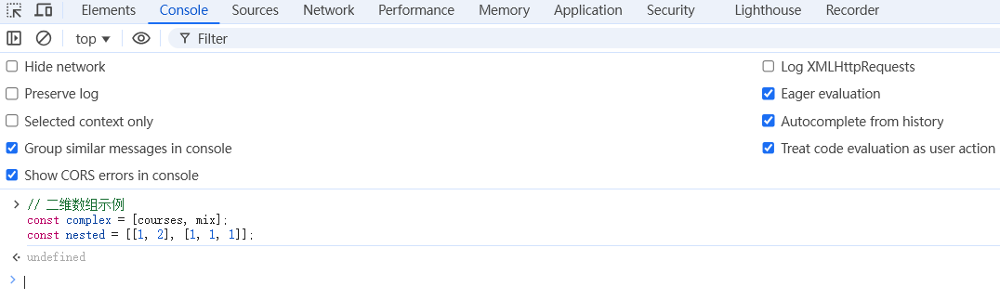 Elements Console Sources Network Performance Memory Application Security Lighthouse Recorder
top Filter
Hide network Log XMLHttpRequests
Preserve log Eager evaluation
Selected context only Autocomplete from history
Group similar messages in console Treat code evaluation as user action
Show CORS errors in console
// 二维数组示例
const complex = [courses, mix];
const nested = [[1, 2], [1, 1, 1]];
undefined